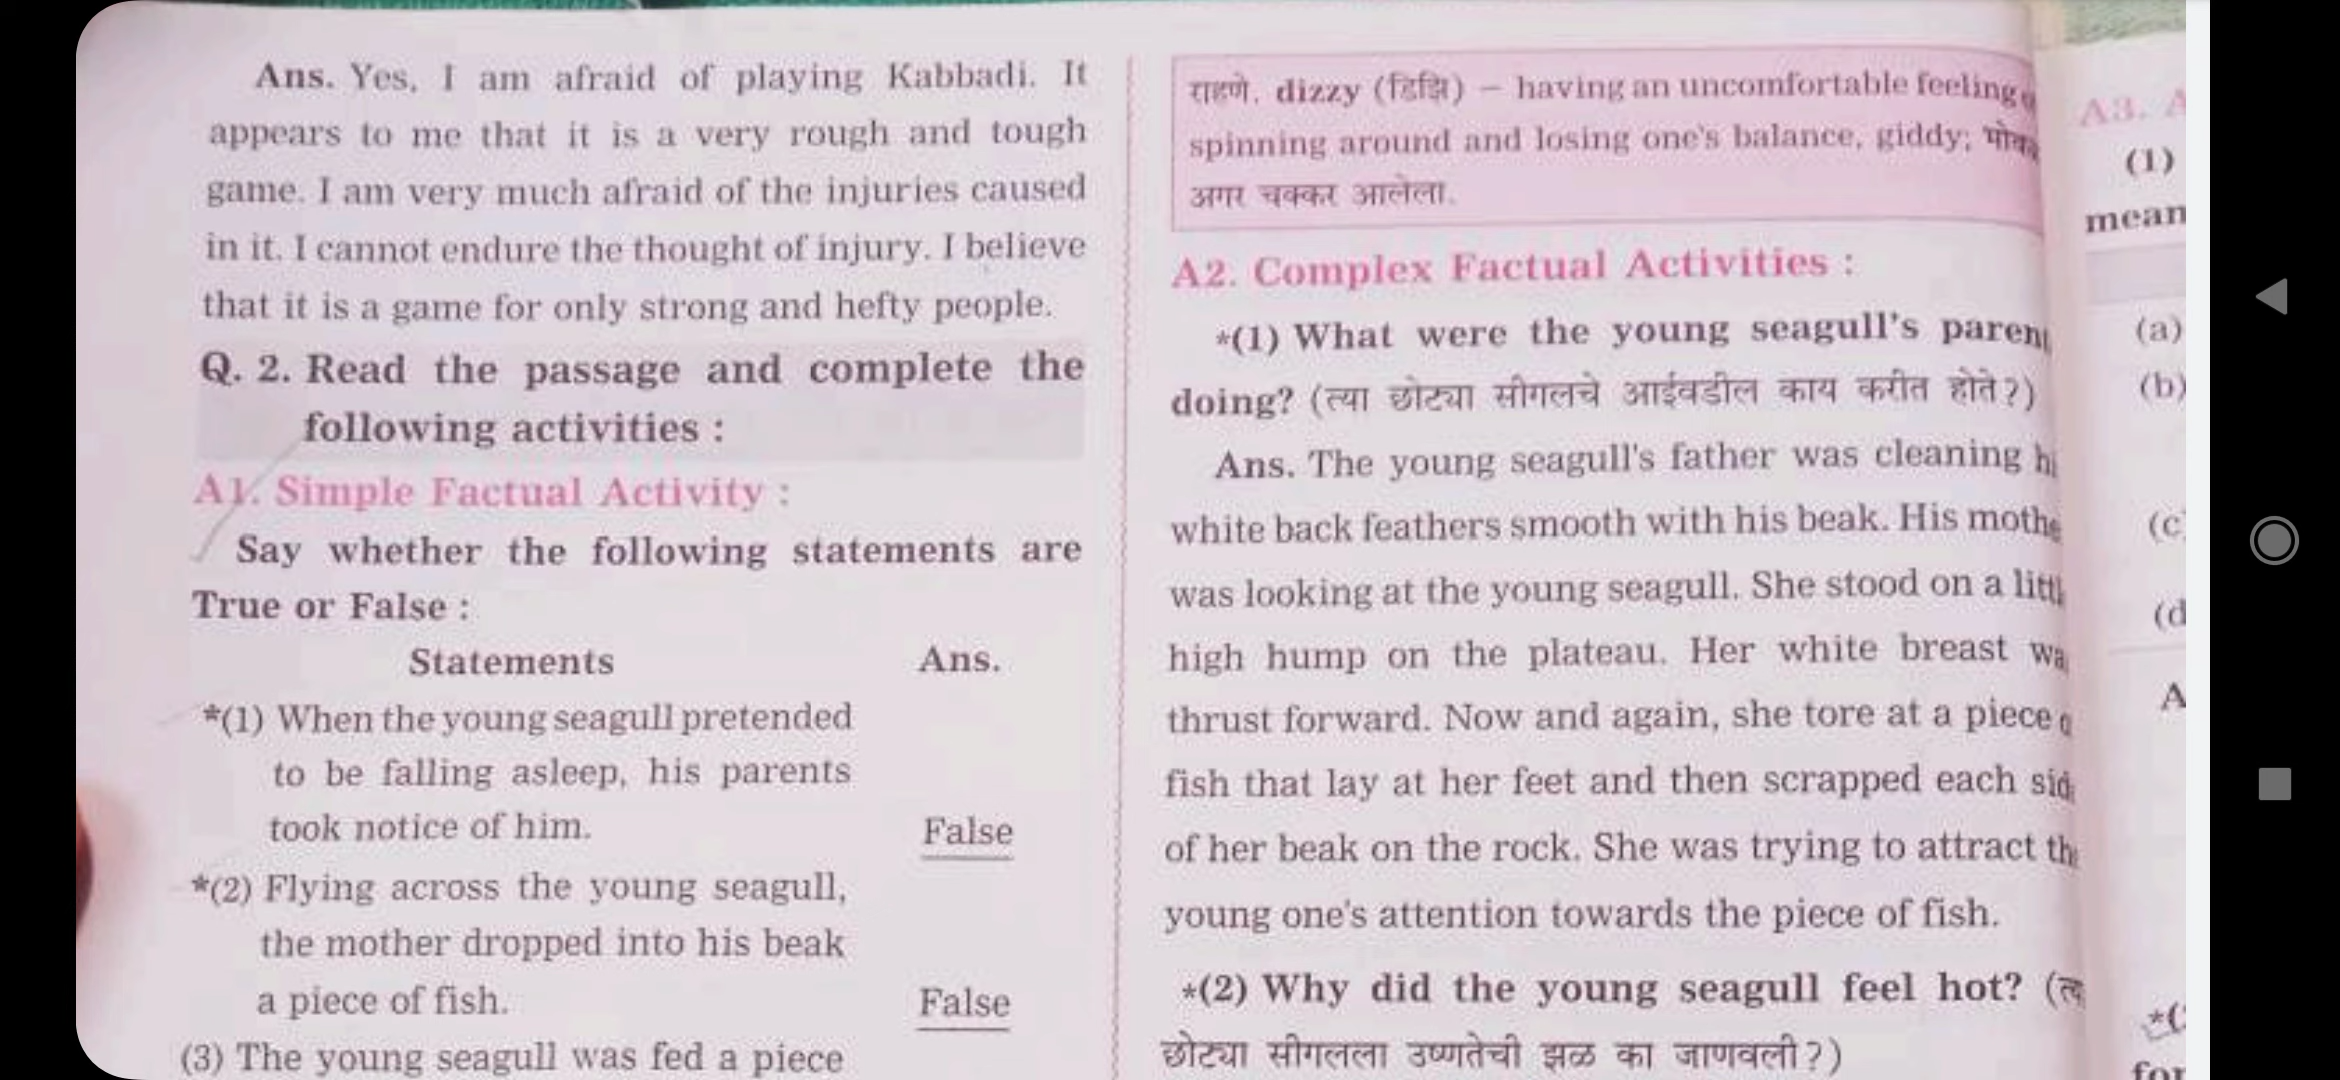 Ans. Yes, I am afraid of playing Kabbadi. It
appears to me that it is a very rough and tough
game. I am very much afraid of the injuries caused
in it. I cannot endure the thought of injury. I believe
that it is a game for only strong and hefty people.
Q. 2. Read the passage and complete the
following activities :
A1. Simple Factual Activity :
Say whether the following statements are
True or False :
Statements Ans.
*(1) When the young seagull pretended
to be falling asleep, his parents
took notice of him. False
*(2) Flying across the young seagull,
the mother dropped into his beak
a piece of fish. False
(3) The young seagull was fed a piece
राहणे. dizzy (डिझि) – having an uncomfortable feeling
spinning around and losing one's balance, giddy;
अगर चक्कर आलेला.
A2. Complex Factual Activities :
*(1) What were the young seagull's
doing? (त्या छोट्या सीगलचे आईवडील काय करीत होते?)
Ans. The young seagull's father was cleaning
white back feathers smooth with his beak. His
was looking at the young seagull. She stood on a
high hump on the plateau. Her white breast
thrust forward. Now and again, she tore at a piece
fish that lay at her feet and then scrapped each
of her beak on the rock. She was trying to attract
young one's attention towards the piece of fish.
*(2) Why did the young seagull feel hot?
छोट्या सीगलला उष्णतेची झळ का जाणवली?)
A3.
(1)
mean
(a)
(b)
(c
(d
A
for